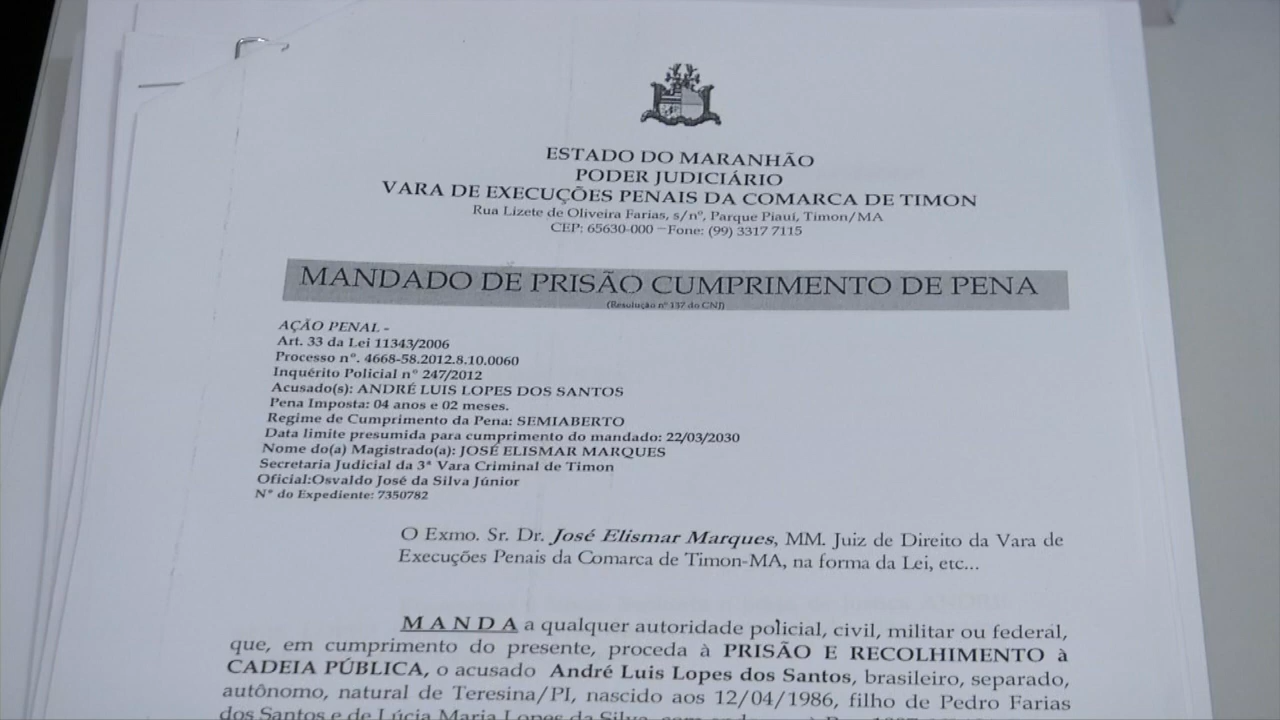 ESTADO DO MARANHÃO
PODER JUDICIÁRIO
VARA DE EXECUÇÕES PENAIS DA COMARCA DE TIMON
Rua Lizete de Oliveira Farias, s/nº, Parque Piauí, Timon/MA
CEP: 65630-000 – Fone: (99) 3317 7115
MANDADO DE PRISÃO CUMPRIMENTO DE PENA
(Resolução nº 137 do CNJ)
AÇÃO PENAL -
Art. 33 da Lei 11343/2006
Processo nº. 4668-58.2012.8.10.0060
Inquérito Policial nº 247/2012
Acusado(s): ANDRÉ LUIS LOPES DOS SANTOS
Pena Imposta: 04 anos e 02 meses.
Regime de Cumprimento da Pena: SEMIABERTO
Data limite presumida para cumprimento do mandado: 22/03/2030
Nome do(a) Magistrado(a): JOSÉ ELISMAR MARQUES
Secretaria Judicial da 3ª Vara Criminal de Timon
Oficial:Osvaldo José da Silva Júnior
Nº do Expediente: 7350782
O Exmo. Sr. Dr. José Elismar Marques, MM. Juiz de Direito da Vara de
Execuções Penais da Comarca de Timon-MA, na forma da Lei, etc...
M A N D A a qualquer autoridade policial, civil, militar ou federal,
que, em cumprimento do presente, proceda à PRISÃO E RECOLHIMENTO à
CADEIA PÚBLICA, o acusado André Luis Lopes dos Santos, brasileiro, separado,
autônomo, natural de Teresina/PI, nascido aos 12/04/1986, filho de Pedro Farias
dos Santos e de Lúcia Maria Lopes da Silva,